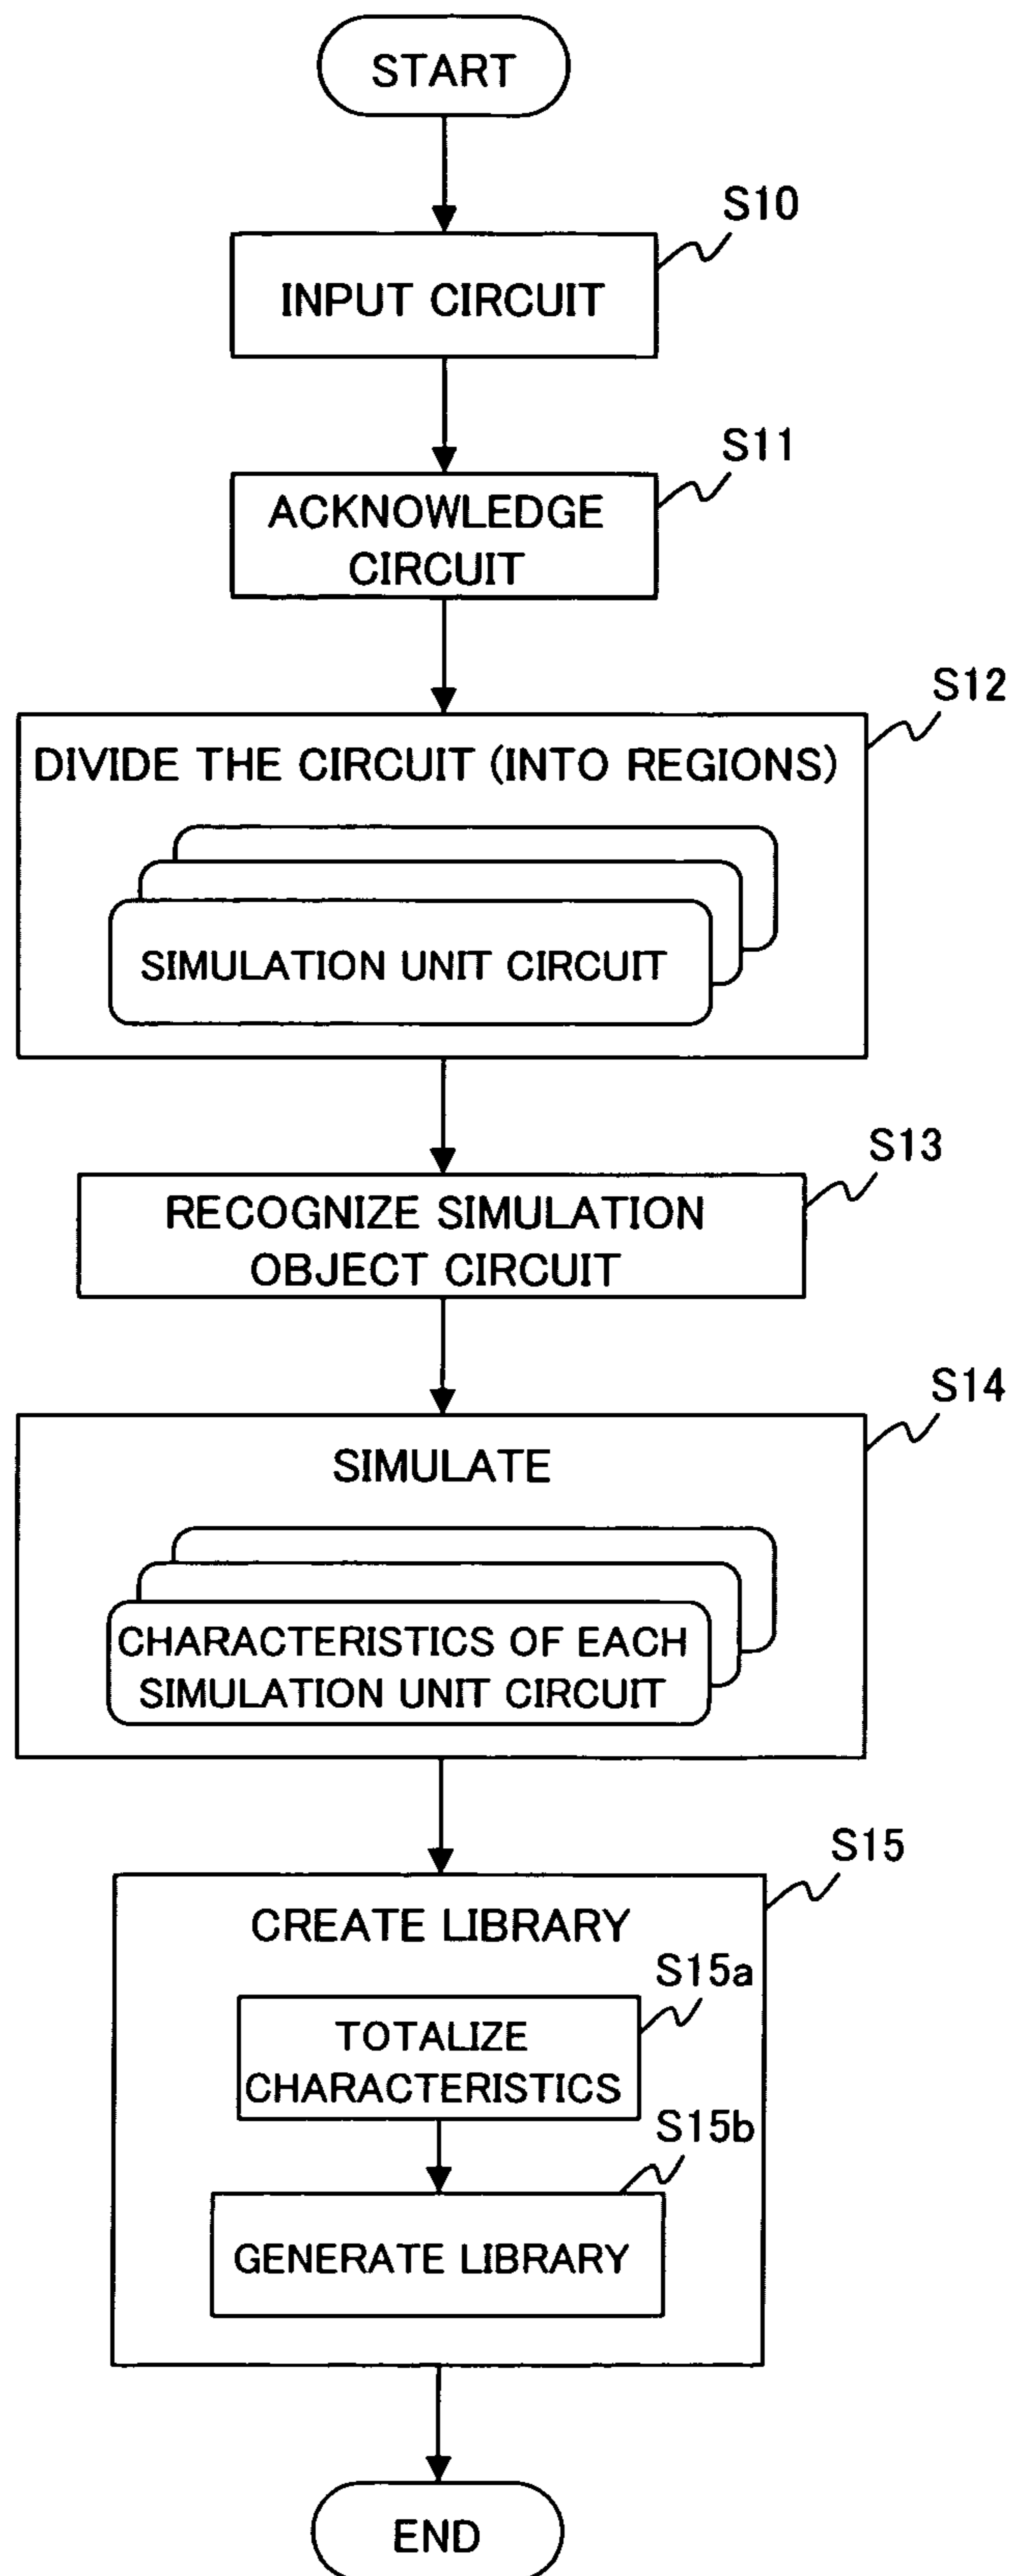 START
S10
INPUT CIRCUIT
S11
ACKNOWLEDGE
CIRCUIT
S12
DIVIDE THE CIRCUIT (INTO REGIONS)
SIMULATION UNIT CIRCUIT
S13
RECOGNIZE SIMULATION
OBJECT CIRCUIT
S14
SIMULATE
CHARACTERISTICS OF EACH
SIMULATION UNIT CIRCUIT
S15
CREATE LIBRARY
S15a
TOTALIZE
CHARACTERISTICS
S15b
GENERATE LIBRARY
END